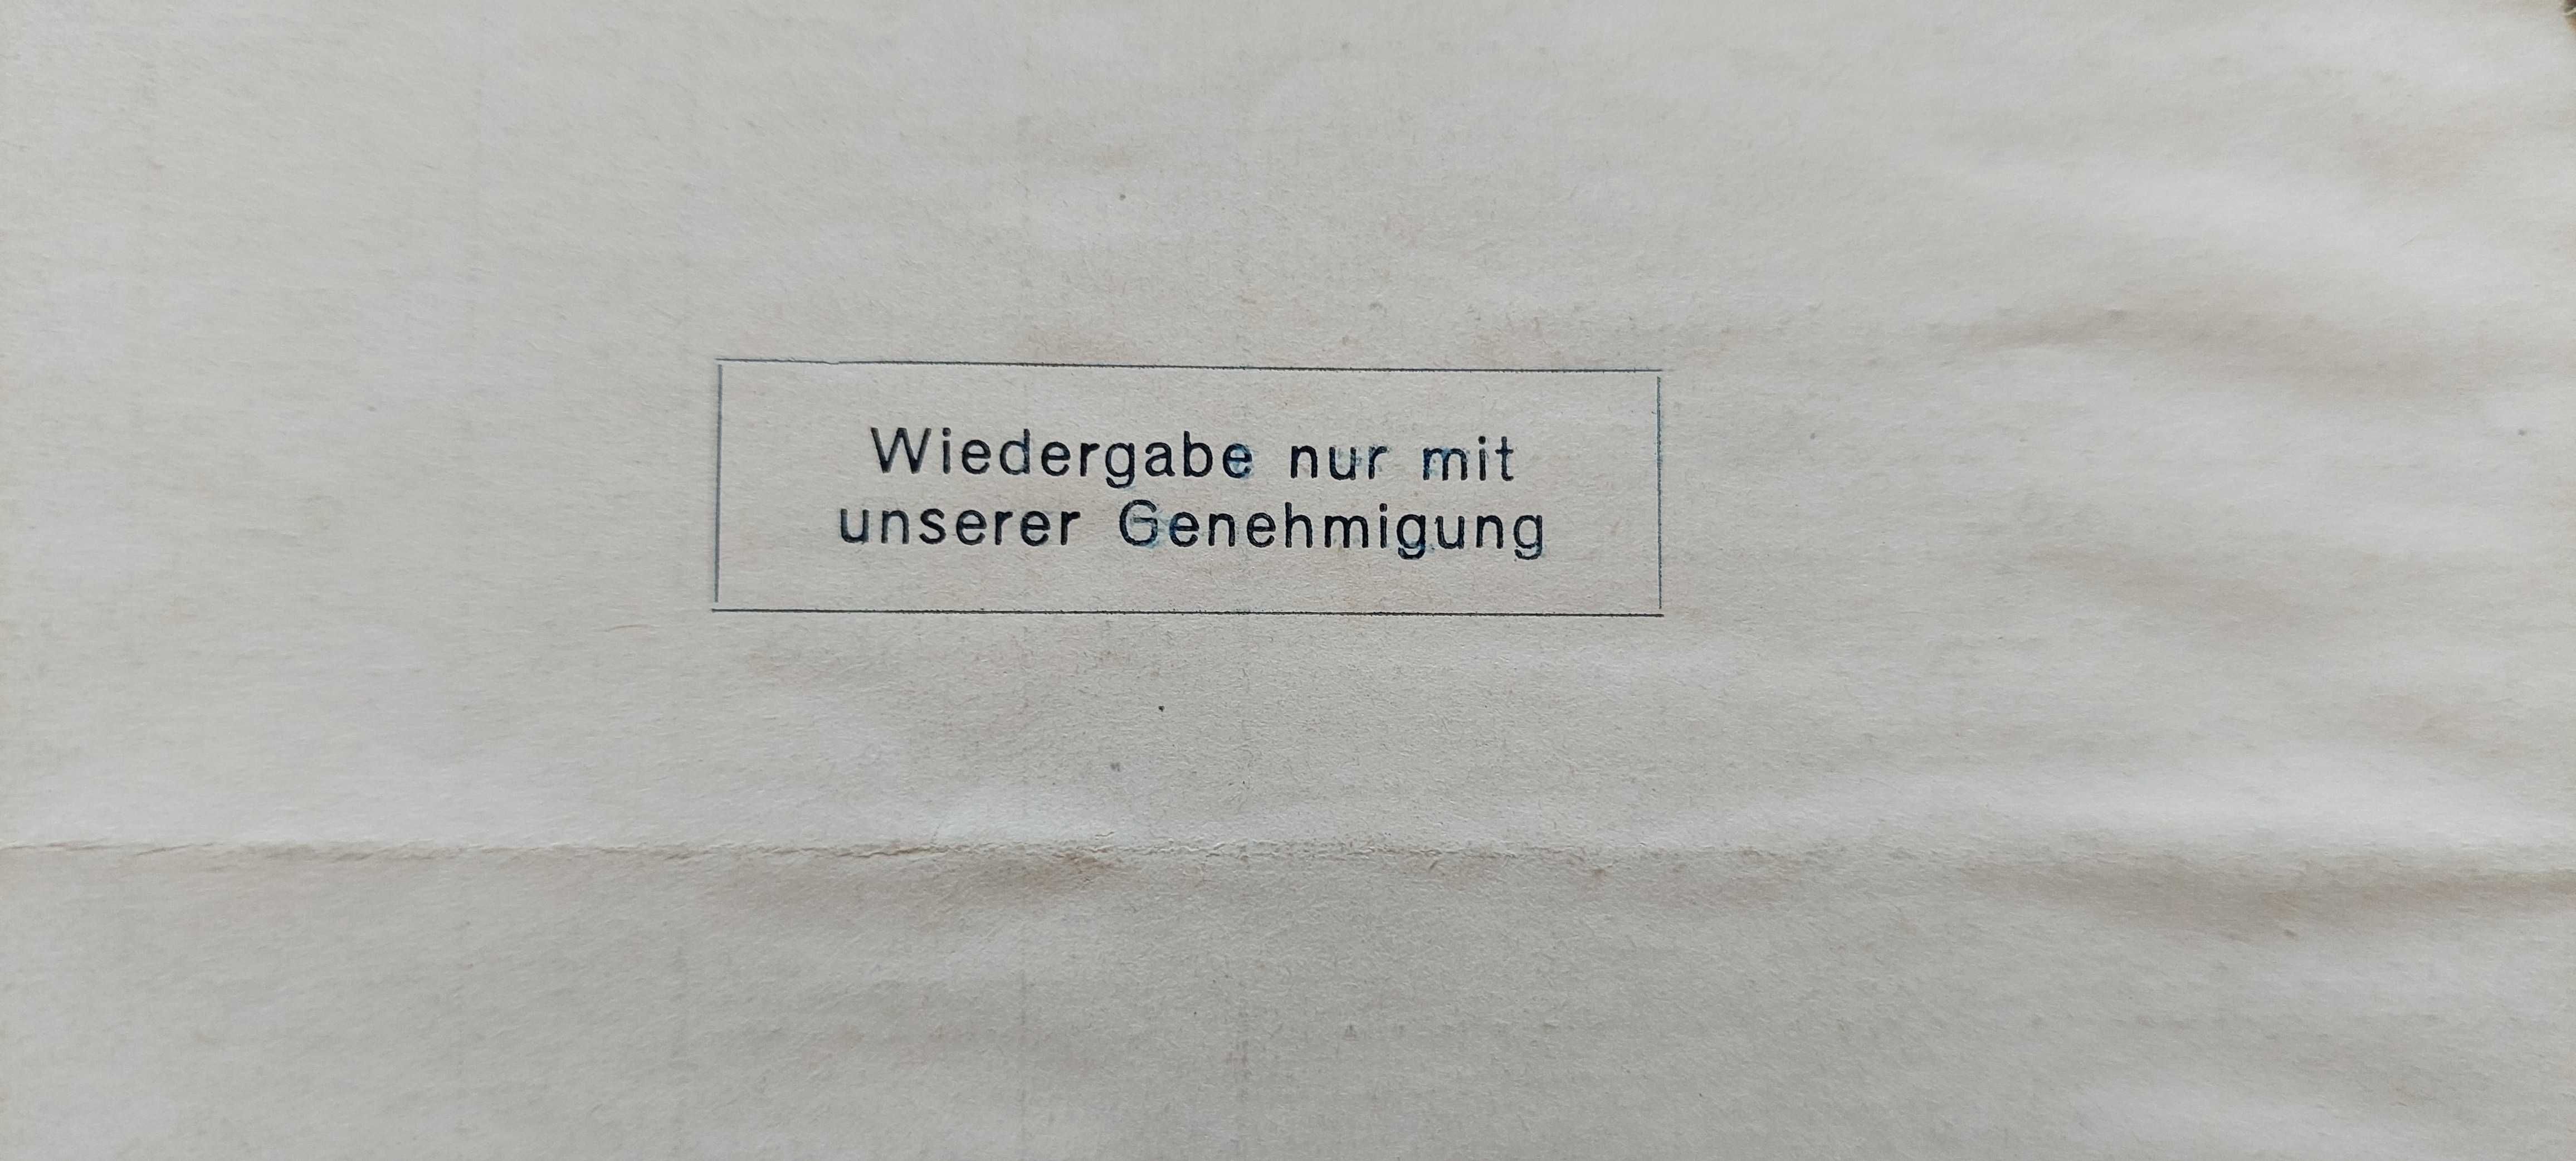 Wiedergabe nur mit
unserer Genehmigung